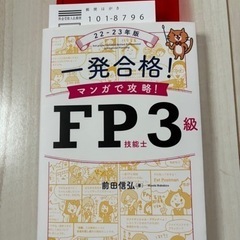 郵便はがき
101-8796
22-23年版
一発合格!
マンガで攻略!
FP3級
技能士
前田信弘 著